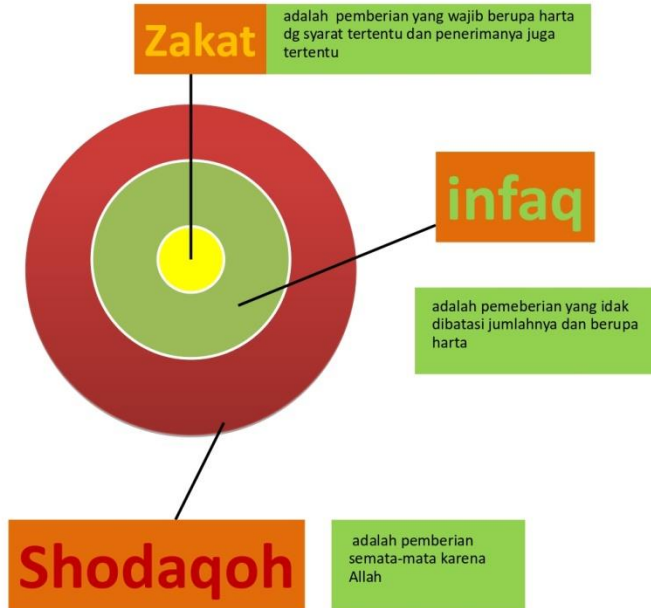 Zakat
adalah pemberian yang wajib berupa harta
dg syarat tertentu dan penerimanya juga
tertentu
infaq
adalah pemeberian yang idak
dibatasi jumlahnya dan berupa
harta
Shodaqoh
adalah pemberian
semata-mata karena
Allah